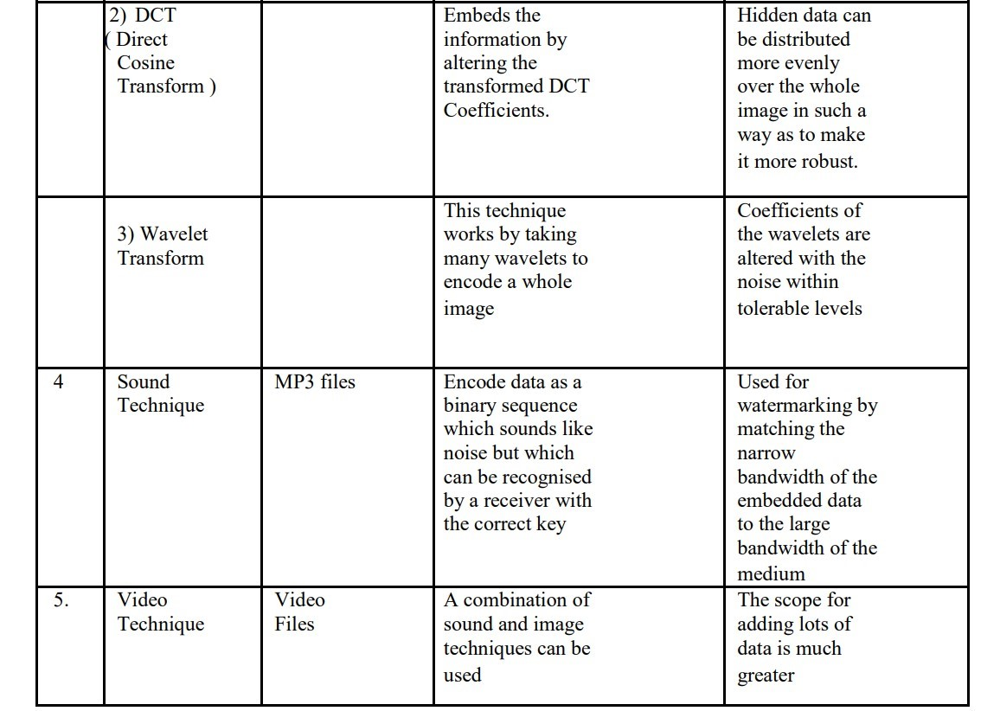 2) DCT
( Direct
Cosine
Transform )
Embeds the
information by
altering the
transformed DCT
Coefficients.
Hidden data can
be distributed
more evenly
over the whole
image in such a
way as to make
it more robust.
3) Wavelet
Transform
This technique
works by taking
many wavelets to
encode a whole
image
Coefficients of
the wavelets are
altered with the
noise within
tolerable levels
4
Sound
Technique
MP3 files
Encode data as a
binary sequence
which sounds like
noise but which
can be recognised
by a receiver with
the correct key
Used for
watermarking by
matching the
narrow
bandwidth of the
embedded data
to the large
bandwidth of the
medium
5.
Video
Technique
Video
Files
A combination of
sound and image
techniques can be
used
The scope for
adding lots of
data is much
greater